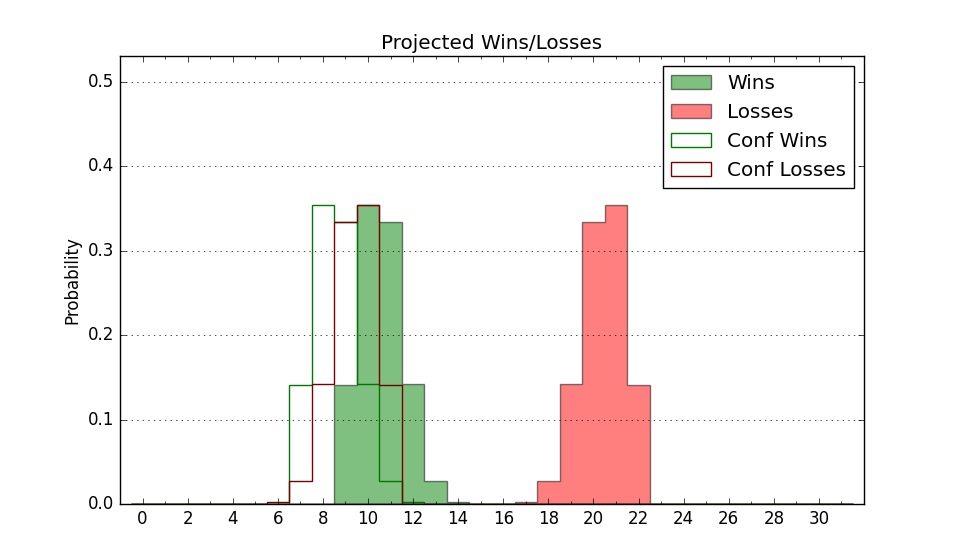 Projected Wins/Losses
Probability
0.5
0.4
0.3
0.2
0.1
0.0
Wins
Losses
Conf Wins
Conf Losses
0 2 4 6 8 10 12 14 16 18 20 22 24 26 28 30